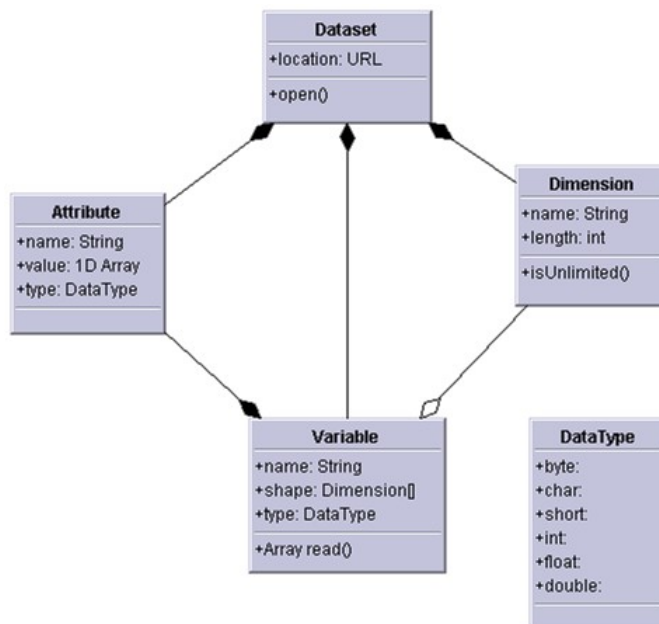 Dataset
+location: URL
+open()
Attribute
+name: String
+value: 1D Array
+type: DataType
Dimension
+name: String
+length: int
+isUnlimited()
Variable
+name: String
+shape: Dimension[]
+type: DataType
+Array read()
DataType
+byte:
+char:
+short:
+int:
+float:
+double: